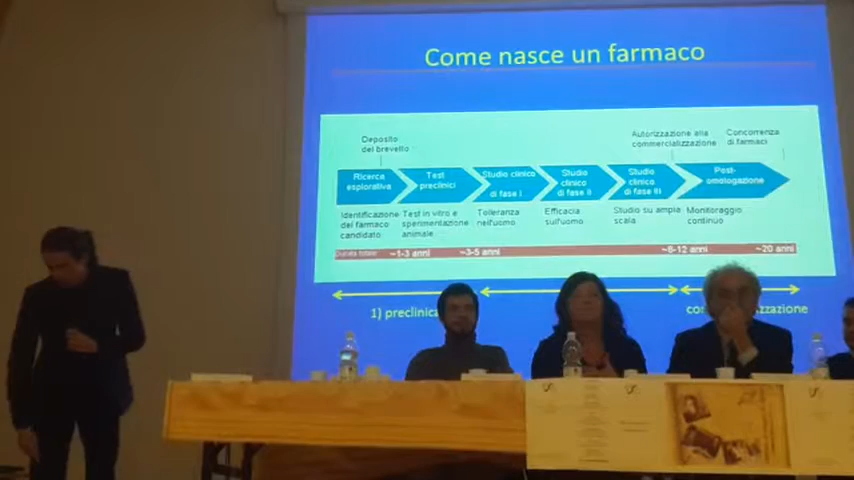 Come nasce un farmaco
Deposito
del brevetto
Autorizzazione alla
commercializzazione
Concorrenza
di farmaci
Ricerca
esplorativa
Test
preclinici
Studio clinico
di fase I
Studio
clinico
di fase II
Studio
clinico
di fase III
Post-
omologazione
Identificazione
del farmaco
candidato
Test in vitro e
sperimentazione
animale
Tolleranza
nell'uomo
Efficacia
sull'uomo
Studio su ampia
scala
Monitoraggio
continuo
Durata totale
~1-3 anni
~3-5 anni
~8-12 anni
~20 anni
1) preclinica